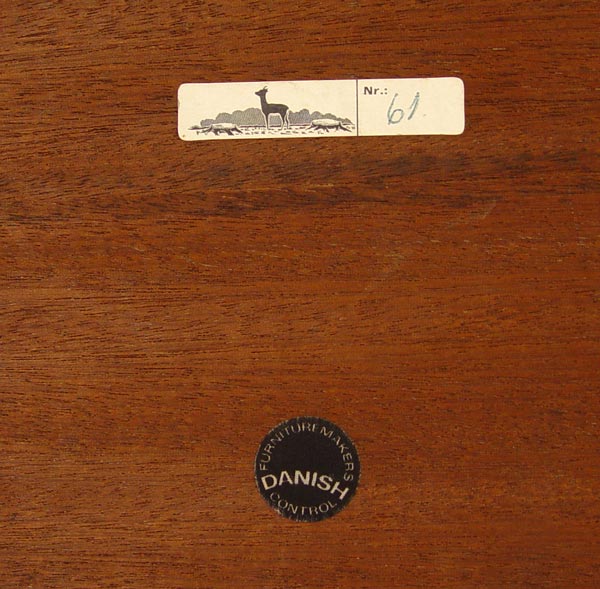 Nr.: 61
FURNITUREMAKERS
DANISH
CONTROL